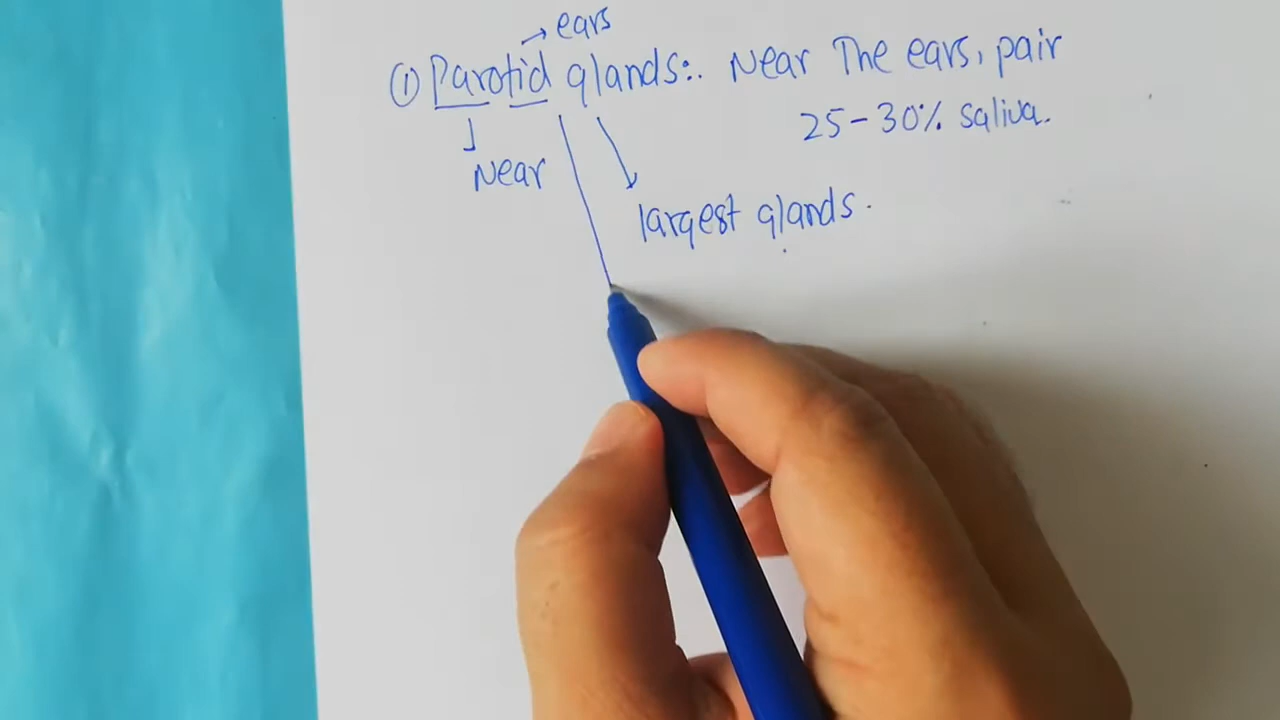 → ears
① Parotid glands:. Near The ears, pair
25-30% saliva.
Near
largest glands.